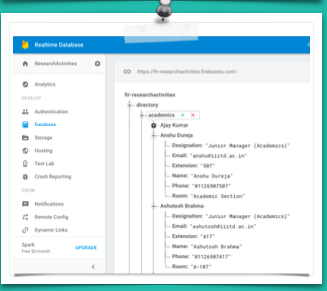 Realtime Database
ResearchActivities
https://fir-researchactivities.firebaseio.com/
Analytics
DEVELOP
Authentication
Database
Storage
Hosting
Test Lab
Crash Reporting
GROW
Notifications
Remote Config
Dynamic Links
Spark
Free $0/month
UPGRADE
fir-researchactivities
directory
academics
Ajay Kumar
Anshu Dureja
Designation: "Junior Manager (Academics)"
Email: "anshu@iiitd.ac.in"
Extension: "507"
Name: "Anshu Dureja"
Phone: "01126907507"
Room: "Academic Section"
Ashutosh Brahma
Designation: "Junior Manager (Academics)"
Email: "ashutosh@iiitd.ac.in"
Extension: "417"
Name: "Ashutosh Brahma"
Phone: "01126907417"
Room: "A-107"